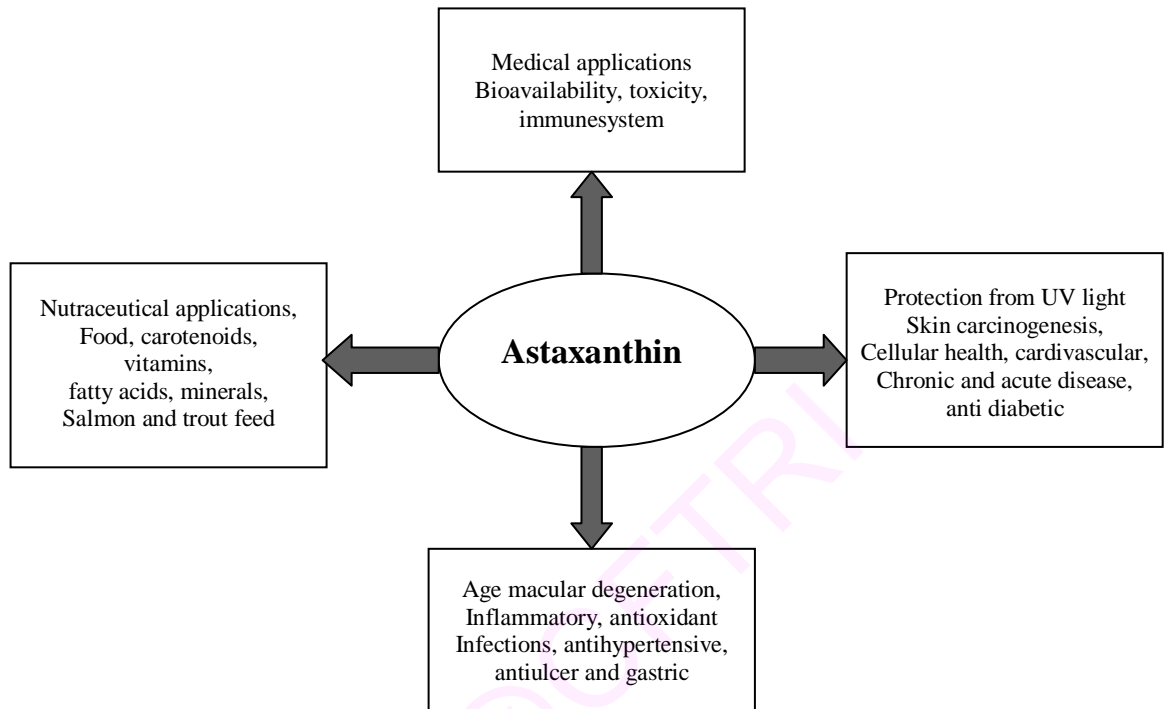 Medical applications
Bioavailability, toxicity,
immunesystem
Nutraceutical applications,
Food, carotenoids,
vitamins,
fatty acids, minerals,
Salmon and trout feed
Astaxanthin
Protection from UV light
Skin carcinogenesis,
Cellular health, cardivascular,
Chronic and acute disease,
anti diabetic
Age macular degeneration,
Inflammatory, antioxidant
Infections, antihypertensive,
antiulcer and gastric
@CFTRI